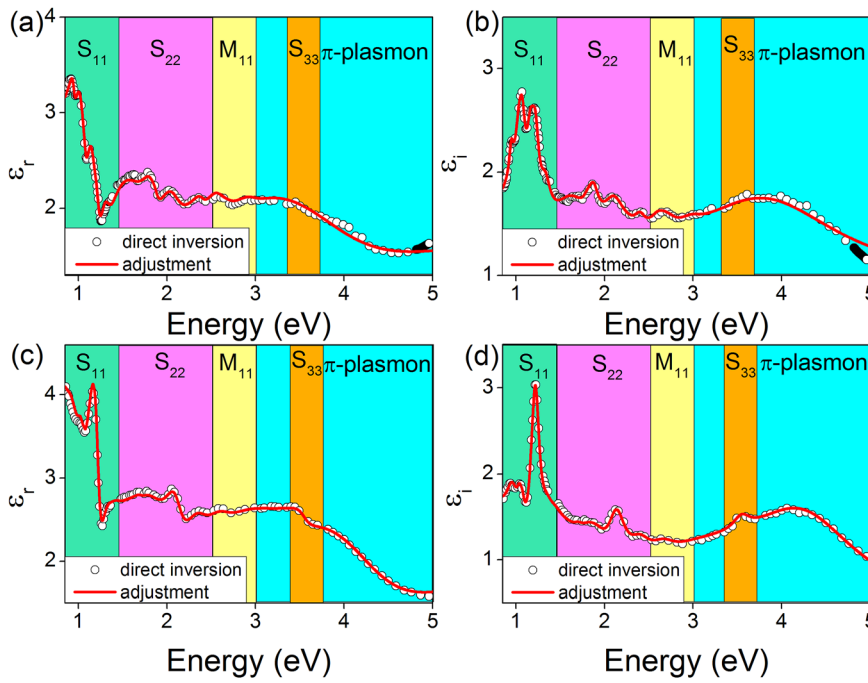 (a)
4
3
2
εr
S11
S22
M11
S33
π-plasmon
direct inversion
adjustment
1 2 3 4 5
Energy (eV)
(b)
3
2
1
εi
S11
S22
M11
S33
π-plasmon
direct inversion
adjustment
1 2 3 4 5
Energy (eV)
(c)
4
3
2
εr
S11
S22
M11
S33
π-plasmon
direct inversion
adjustment
1 2 3 4 5
Energy (eV)
(d)
3
2
1
εi
S11
S22
M11
S33
π-plasmon
direct inversion
adjustment
1 2 3 4 5
Energy (eV)